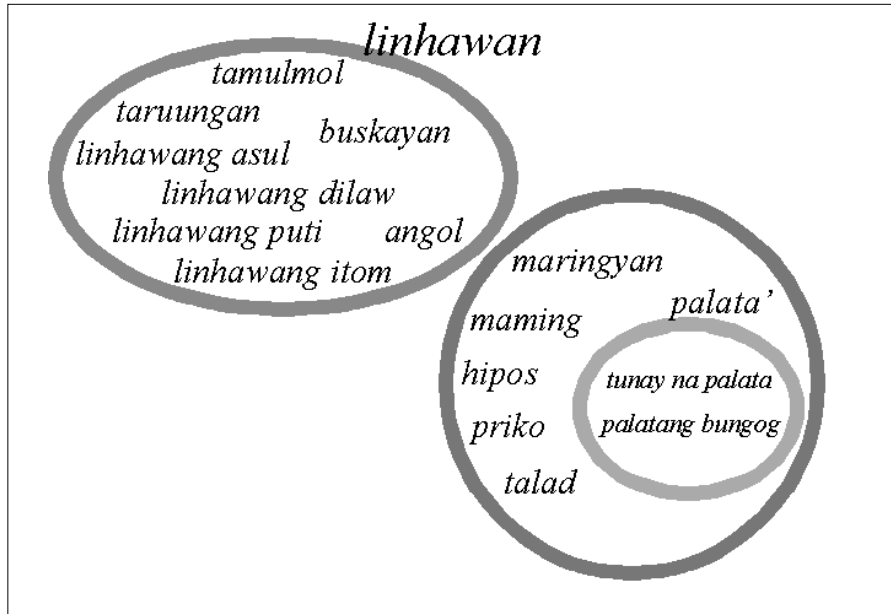 linhawan
tamulmol
taruungan
buskayan
linhawang asul
linhawang dilaw
linhawang puti
angol
linhawang itom
maringyan
palata’
maming
hipos
tunay na palata
priko
palatang bungog
talad